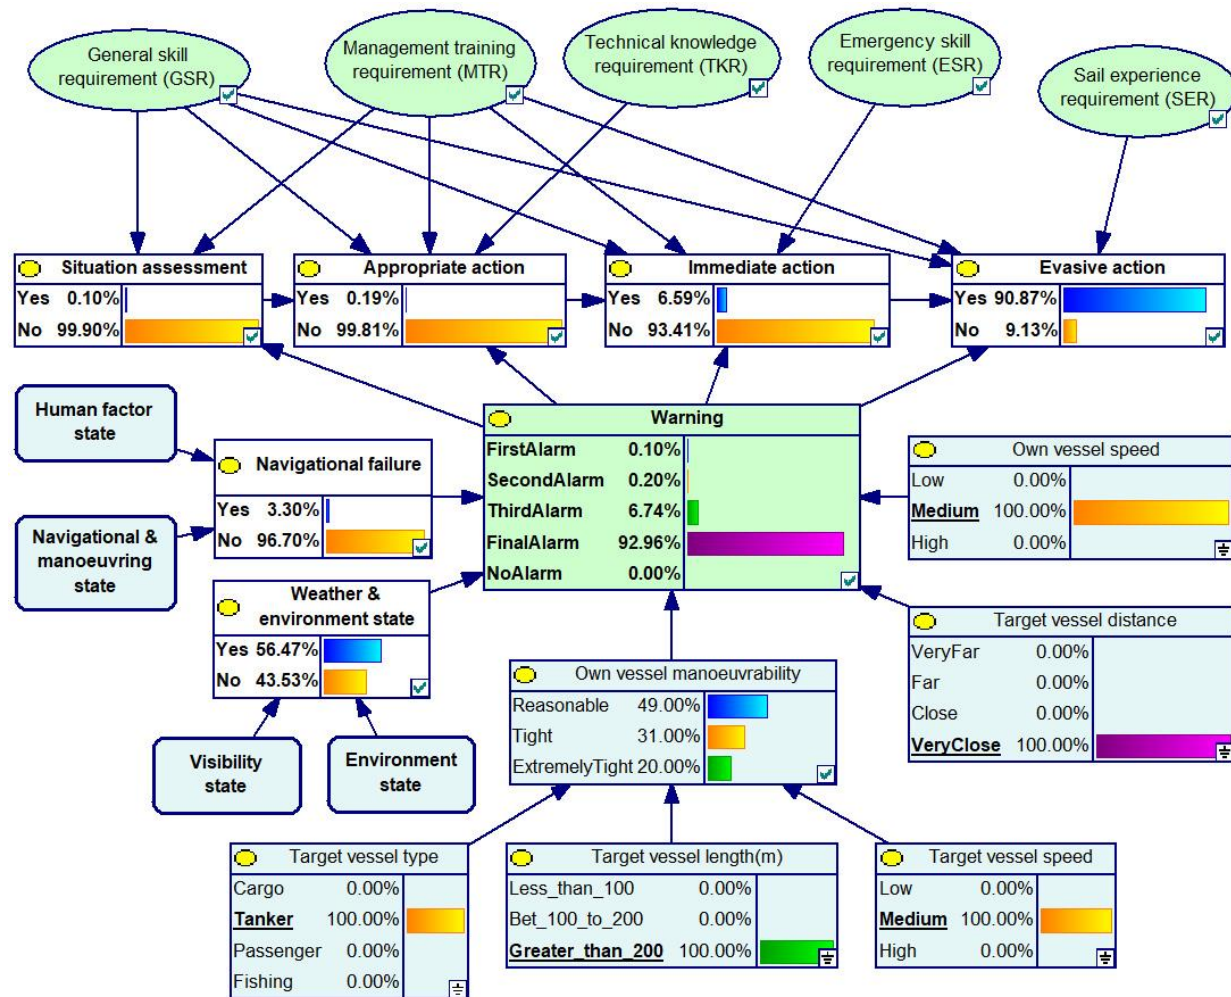 General skill
requirement (GSR)
Management training
requirement (MTR)
Technical knowledge
requirement (TKR)
Emergency skill
requirement (ESR)
Sail experience
requirement (SER)
Situation assessment
Yes 0.10%
No 99.90%
Appropriate action
Yes 0.19%
No 99.81%
Immediate action
Yes 6.59%
No 93.41%
Evasive action
Yes 90.87%
No 9.13%
Human factor
state
Navigational &
manoeuvring
state
Navigational failure
Yes 3.30%
No 96.70%
Warning
FirstAlarm 0.10%
SecondAlarm 0.20%
ThirdAlarm 6.74%
FinalAlarm 92.96%
NoAlarm 0.00%
Own vessel speed
Low 0.00%
Medium 100.00%
High 0.00%
Weather &
environment state
Yes 56.47%
No 43.53%
Visibility
state
Environment
state
Own vessel manoeuvrability
Reasonable 49.00%
Tight 31.00%
ExtremelyTight 20.00%
Target vessel distance
VeryFar 0.00%
Far 0.00%
Close 0.00%
VeryClose 100.00%
Target vessel type
Cargo 0.00%
Tanker 100.00%
Passenger 0.00%
Fishing 0.00%
Target vessel length(m)
Less_than_100 0.00%
Bet_100_to_200 0.00%
Greater_than_200 100.00%
Target vessel speed
Low 0.00%
Medium 100.00%
High 0.00%